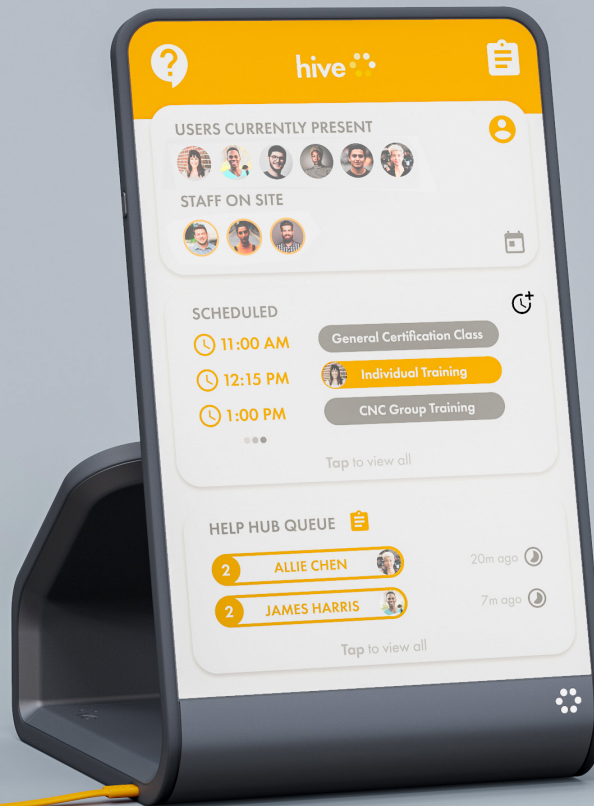 hive
USERS CURRENTLY PRESENT
STAFF ON SITE
SCHEDULED
11:00 AM General Certification Class
12:15 PM Individual Training
1:00 PM CNC Group Training
Tap to view all
HELP HUB QUEUE
2 ALLIE CHEN 20m ago
2 JAMES HARRIS 7m ago
Tap to view all